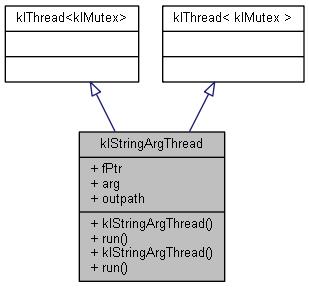 klThread<klMutex>
klThread< klMutex >
klStringArgThread
+ fPtr
+ arg
+ outpath
+ klStringArgThread()
+ run()
+ klStringArgThread()
+ run()